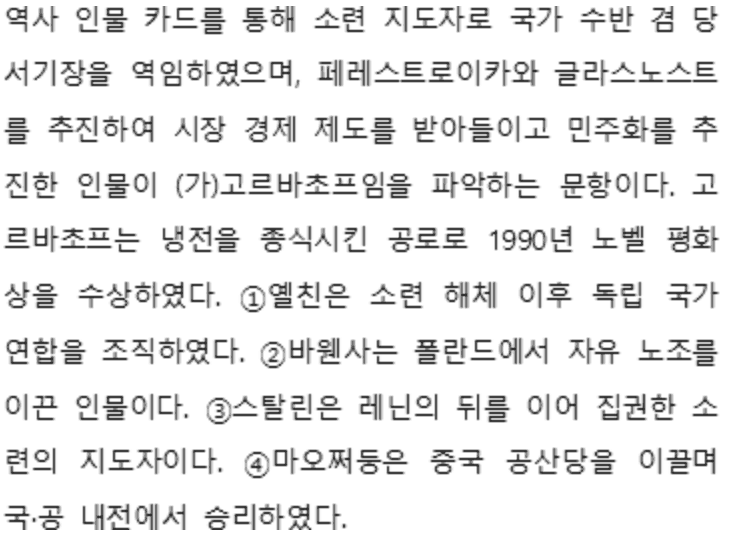 역사 인물 카드를 통해 소련 지도자로 국가 수반 겸 당
서기장을 역임하였으며, 페레스트로이카와 글라스노스트
를 추진하여 시장 경제 제도를 받아들이고 민주화를 추
진한 인물이 (가)고르바초프임을 파악하는 문항이다. 고
르바초프는 냉전을 종식시킨 공로로 1990년 노벨 평화
상을 수상하였다. ①옐친은 소련 해체 이후 독립 국가
연합을 조직하였다. ②바웬사는 폴란드에서 자유 노조를
이끈 인물이다. ③스탈린은 레닌의 뒤를 이어 집권한 소
련의 지도자이다. ④마오쩌둥은 중국 공산당을 이끌며
국·공 내전에서 승리하였다.